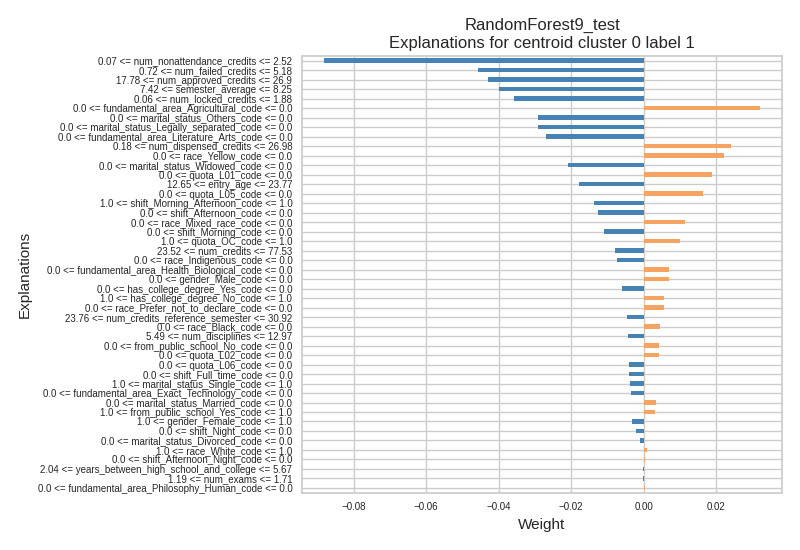 RandomForest9_test
Explanations for centroid cluster 0 label 1
0.07 <= num_nonattendance_credits <= 2.52
0.72 <= num_failed_credits <= 5.18
17.78 <= num_approved_credits <= 26.9
7.42 <= semester_average <= 8.25
0.06 <= num_locked_credits <= 1.88
0.0 <= fundamental_area_Agricultural_code <= 0.0
0.0 <= marital_status_Others_code <= 0.0
0.0 <= marital_status_Legally_separated_code <= 0.0
0.0 <= fundamental_area_Literature_Arts_code <= 0.0
0.18 <= num_dispensed_credits <= 26.98
0.0 <= race_Yellow_code <= 0.0
0.0 <= marital_status_Widowed_code <= 0.0
0.0 <= quota_L01_code <= 0.0
12.65 <= entry_age <= 23.77
0.0 <= quota_L05_code <= 0.0
1.0 <= shift_Morning_Afternoon_code <= 1.0
0.0 <= shift_Afternoon_code <= 0.0
0.0 <= race_Mixed_race_code <= 0.0
0.0 <= shift_Morning_code <= 0.0
1.0 <= quota_OC_code <= 1.0
23.52 <= num_credits <= 77.53
0.0 <= race_Indigenous_code <= 0.0
0.0 <= fundamental_area_Health_Biological_code <= 0.0
0.0 <= gender_Male_code <= 0.0
0.0 <= has_college_degree_Yes_code <= 0.0
1.0 <= has_college_degree_No_code <= 1.0
0.0 <= race_Prefer_not_to_declare_code <= 0.0
23.76 <= num_credits_reference_semester <= 30.92
0.0 <= race_Black_code <= 0.0
5.49 <= num_disciplines <= 12.97
0.0 <= from_public_school_No_code <= 0.0
0.0 <= quota_L02_code <= 0.0
0.0 <= quota_L06_code <= 0.0
0.0 <= shift_Full_time_code <= 0.0
1.0 <= marital_status_Single_code <= 1.0
0.0 <= fundamental_area_Exact_Technology_code <= 0.0
0.0 <= marital_status_Married_code <= 0.0
1.0 <= from_public_school_Yes_code <= 1.0
1.0 <= gender_Female_code <= 1.0
0.0 <= shift_Night_code <= 0.0
0.0 <= marital_status_Divorced_code <= 0.0
1.0 <= race_White_code <= 1.0
0.0 <= shift_Afternoon_Night_code <= 0.0
2.04 <= years_between_high_school_and_college <= 5.67
1.19 <= num_exams <= 1.71
0.0 <= fundamental_area_Philosophy_Human_code <= 0.0
Explanations
−0.08 −0.06 −0.04 −0.02 0.00 0.02
Weight